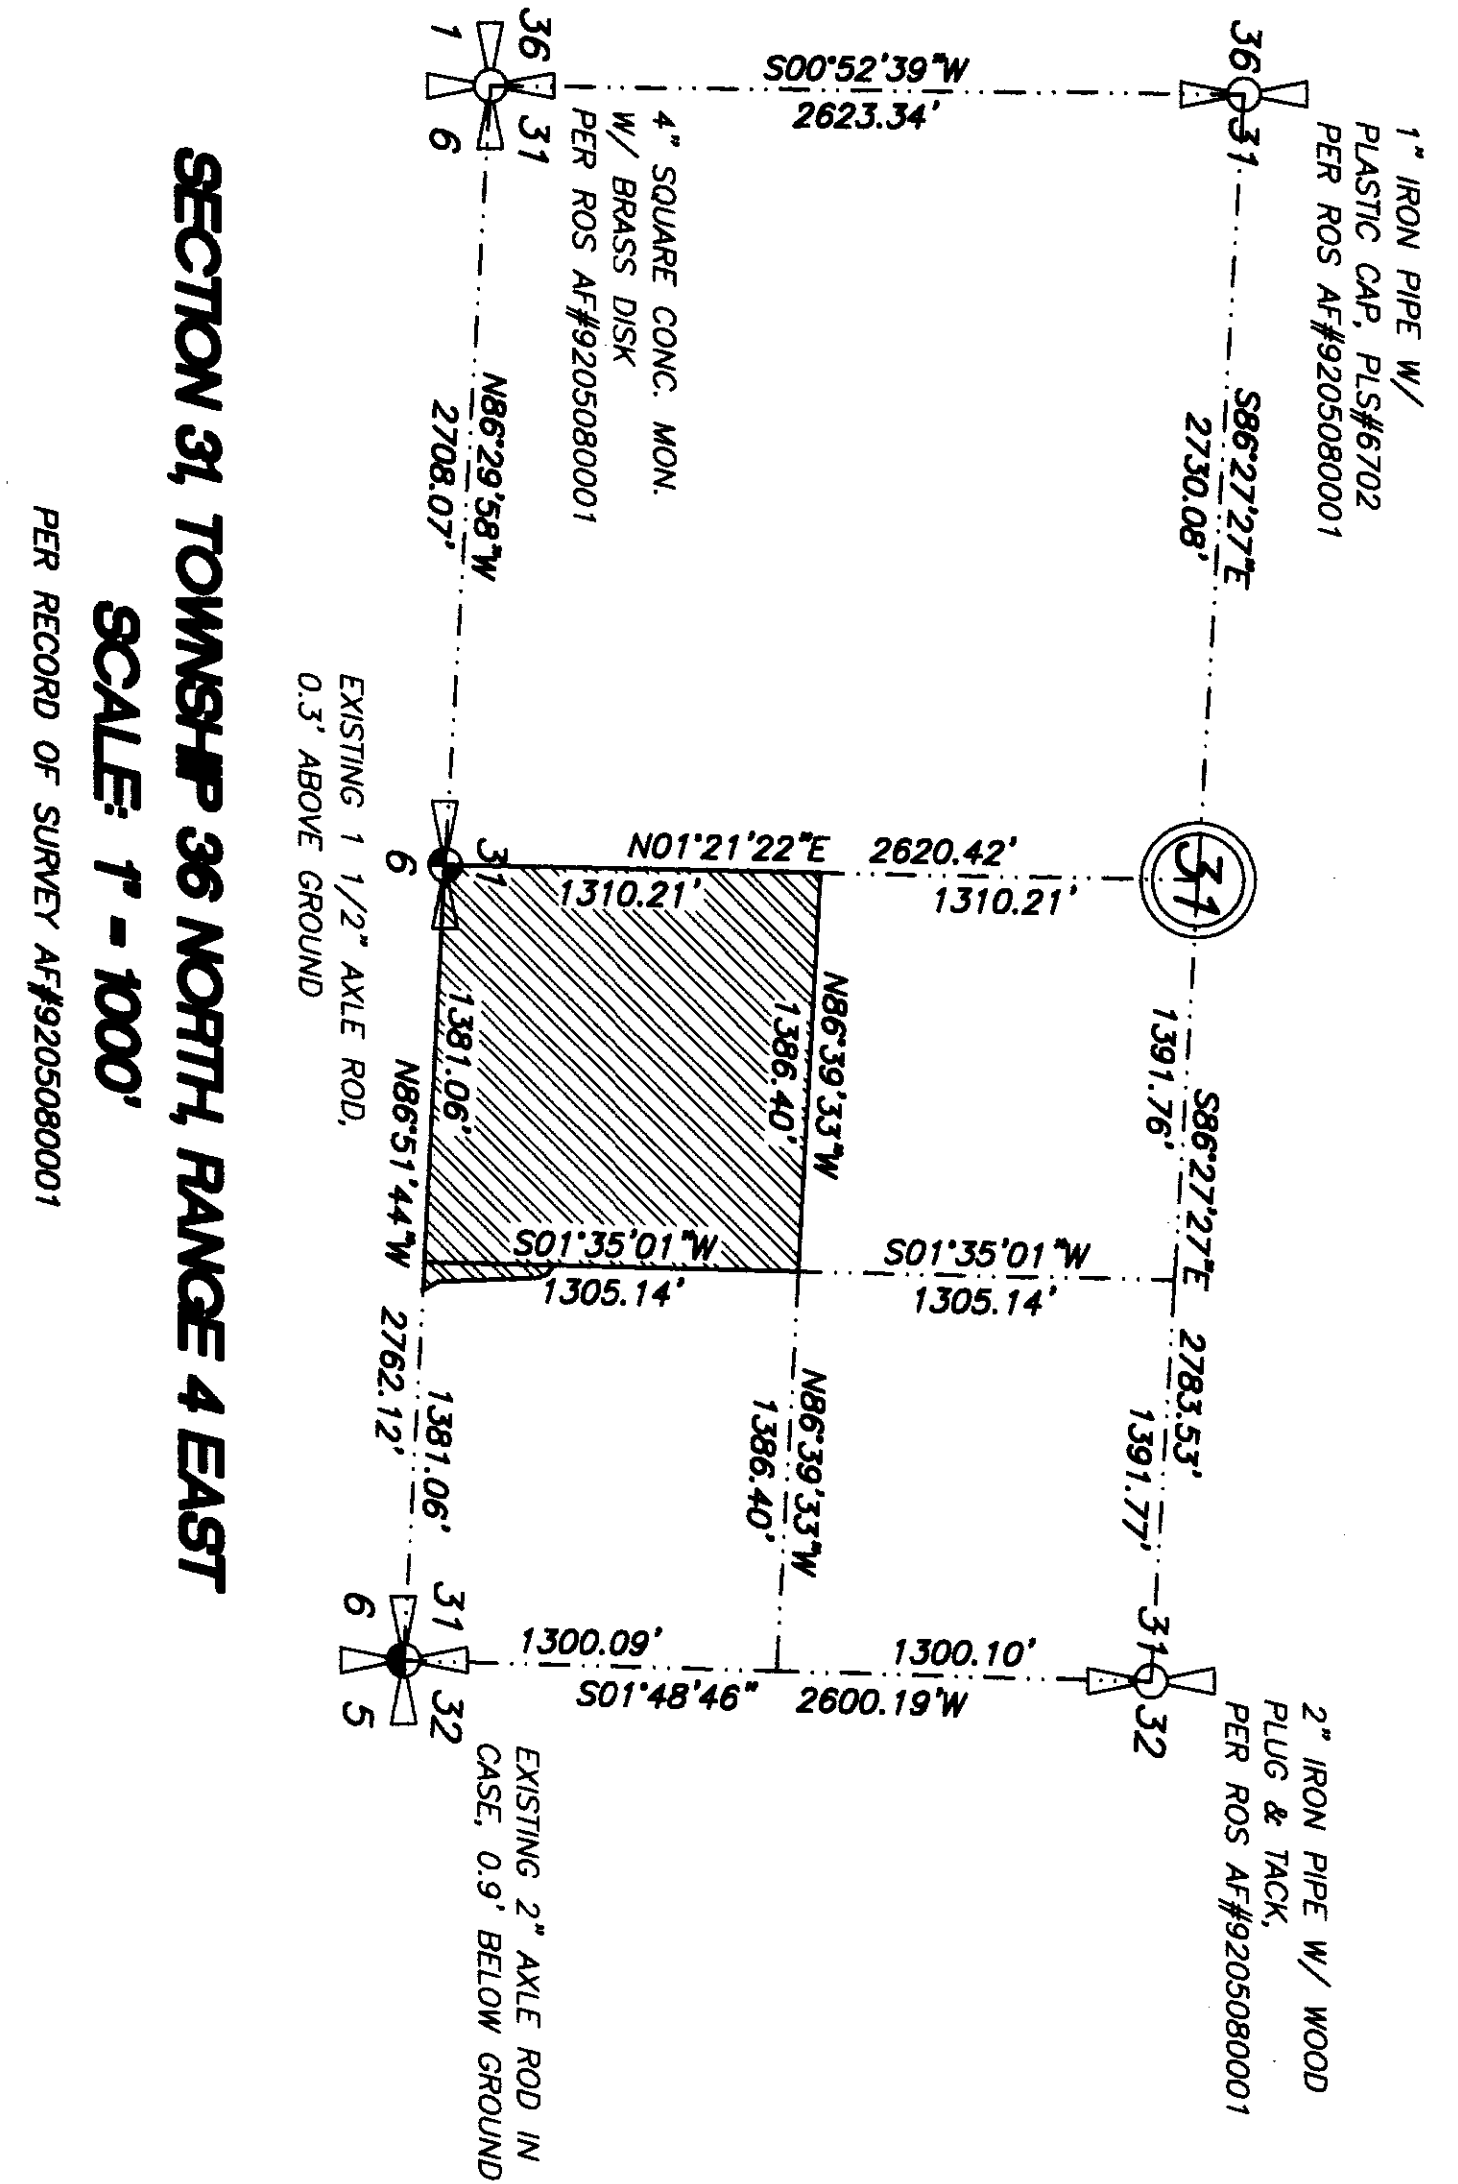 1" IRON PIPE W/
PLASTIC CAP, PLS#6702
PER ROS AF#9205080001
2" IRON PIPE W/ WOOD
PLUG & TACK,
PER ROS AF#9205080001
36
31
S86°27'27"E
2730.08'
31
S86°27'27"E
2783.53'
1391.76'
1391.77'
31
32
S00°52'39"W
2623.34'
N01°21'22"E
2620.42'
1310.21'
1310.21'
S01°35'01"W
1305.14'
S01°35'01"W
1305.14'
1300.10'
1300.09'
S01°48'46"
2600.19'W
N86°39'33"W
1386.40'
N86°39'33"W
1386.40'
4" SQUARE CONC. MON.
W/ BRASS DISK
PER ROS AF#9205080001
36
31
1
6
N86°29'58"W
2708.07'
31
6
1381.06'
N86°51'44"W
2762.12'
1381.06'
31
32
6
5
EXISTING 2" AXLE ROD IN
CASE, 0.9' BELOW GROUND
EXISTING 1 1/2" AXLE ROD,
0.3' ABOVE GROUND
SECTION 31, TOWNSHIP 36 NORTH, RANGE 4 EAST
SCALE: 1" = 1000'
PER RECORD OF SURVEY AF#9205080001